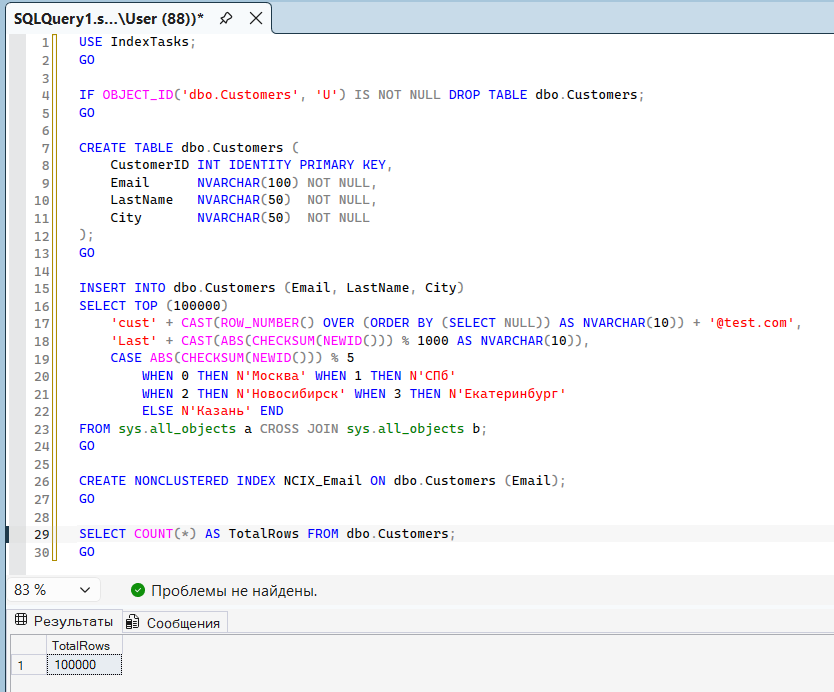 SQLQuery1.s...\User (88))*
1 USE IndexTasks;
2 GO
3
4 IF OBJECT_ID('dbo.Customers', 'U') IS NOT NULL DROP TABLE dbo.Customers;
5 GO
6
7 CREATE TABLE dbo.Customers (
8     CustomerID INT IDENTITY PRIMARY KEY,
9     Email      NVARCHAR(100) NOT NULL,
10     LastName   NVARCHAR(50)  NOT NULL,
11     City       NVARCHAR(50)  NOT NULL
12 );
13 GO
14
15 INSERT INTO dbo.Customers (Email, LastName, City)
16 SELECT TOP (100000)
17     'cust' + CAST(ROW_NUMBER() OVER (ORDER BY (SELECT NULL)) AS NVARCHAR(10)) + '@test.com',
18     'Last' + CAST(ABS(CHECKSUM(NEWID())) % 1000 AS NVARCHAR(10)),
19     CASE ABS(CHECKSUM(NEWID())) % 5
20         WHEN 0 THEN N'Москва' WHEN 1 THEN N'СПб'
21         WHEN 2 THEN N'Новосибирск' WHEN 3 THEN N'Екатеринбург'
22         ELSE N'Казань' END
23 FROM sys.all_objects a CROSS JOIN sys.all_objects b;
24 GO
25
26 CREATE NONCLUSTERED INDEX NCIX_Email ON dbo.Customers (Email);
27 GO
28
29 SELECT COUNT(*) AS TotalRows FROM dbo.Customers;
30 GO
83 % Проблемы не найдены.
Результаты Сообщения
TotalRows
1 100000